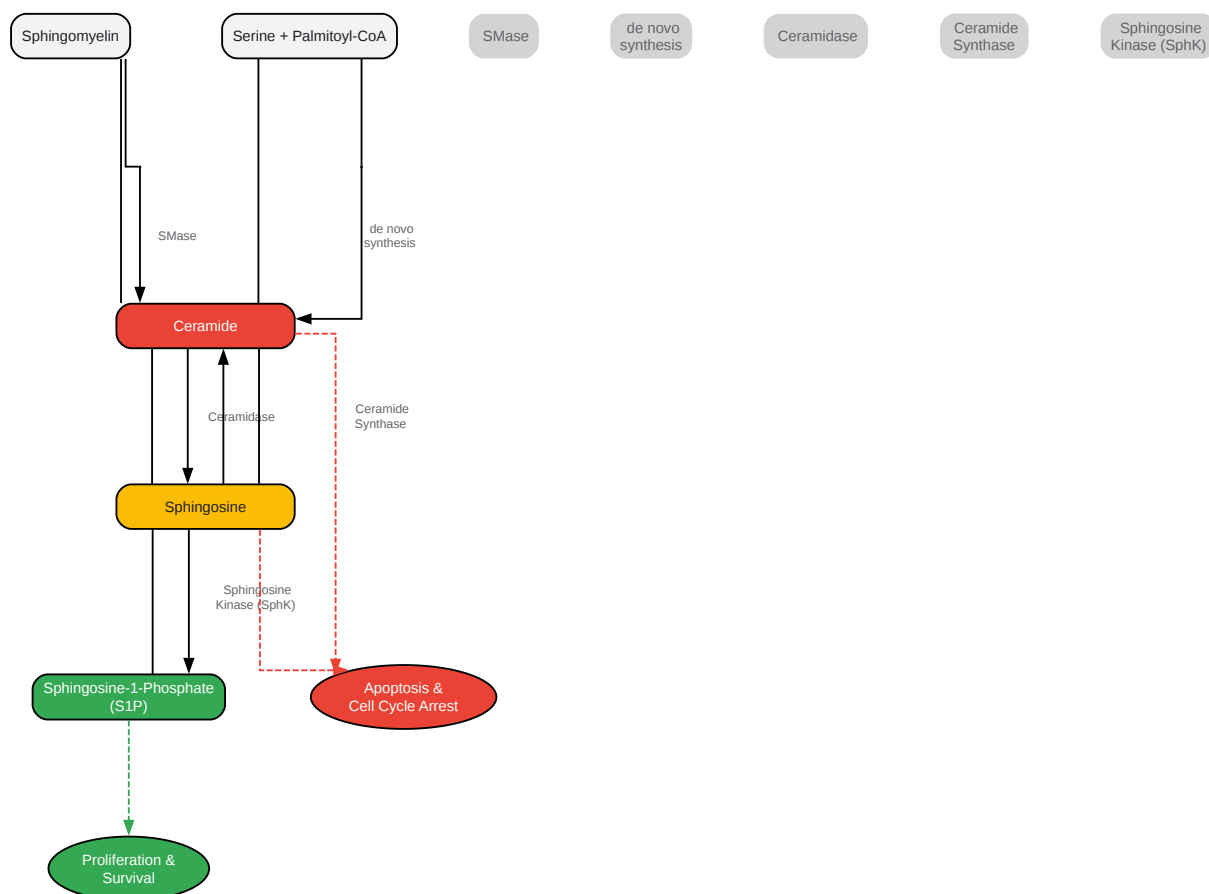 Sphingomyelin
Serine + Palmitoyl-CoA
SMase
de novo
synthesis
Ceramidase
Ceramide
Synthase
Sphingosine
Kinase (SphK)
SMase
de novo
synthesis
Ceramide
Ceramidase
Ceramide
Synthase
Sphingosine
Sphingosine
Kinase (SphK)
Sphingosine-1-Phosphate
(S1P)
Apoptosis &
Cell Cycle Arrest
Proliferation &
Survival